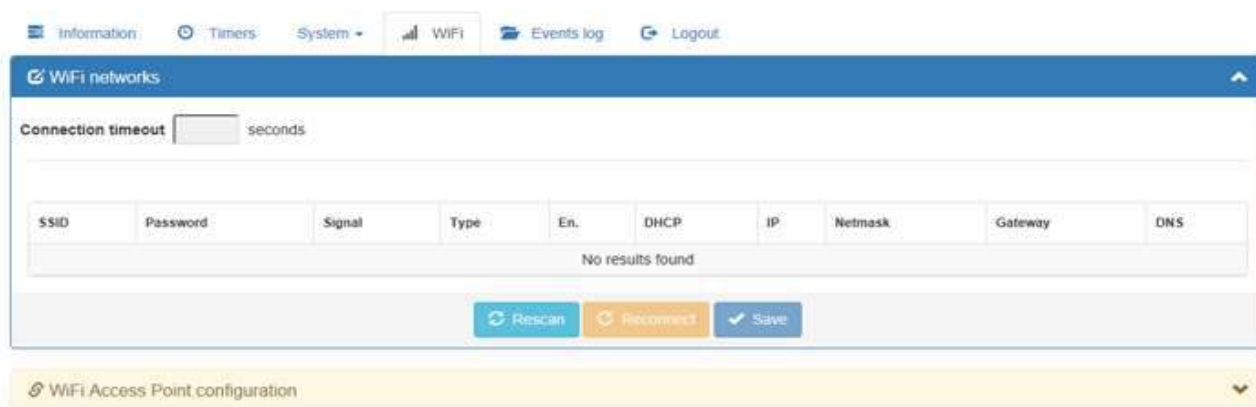 Information Timers System WiFi Events log Logout
WiFi networks
Connection timeout seconds
SSID Password Signal Type En. DHCP IP Netmask Gateway DNS
No results found
Rescan Reconnect Save
WiFi Access Point configuration